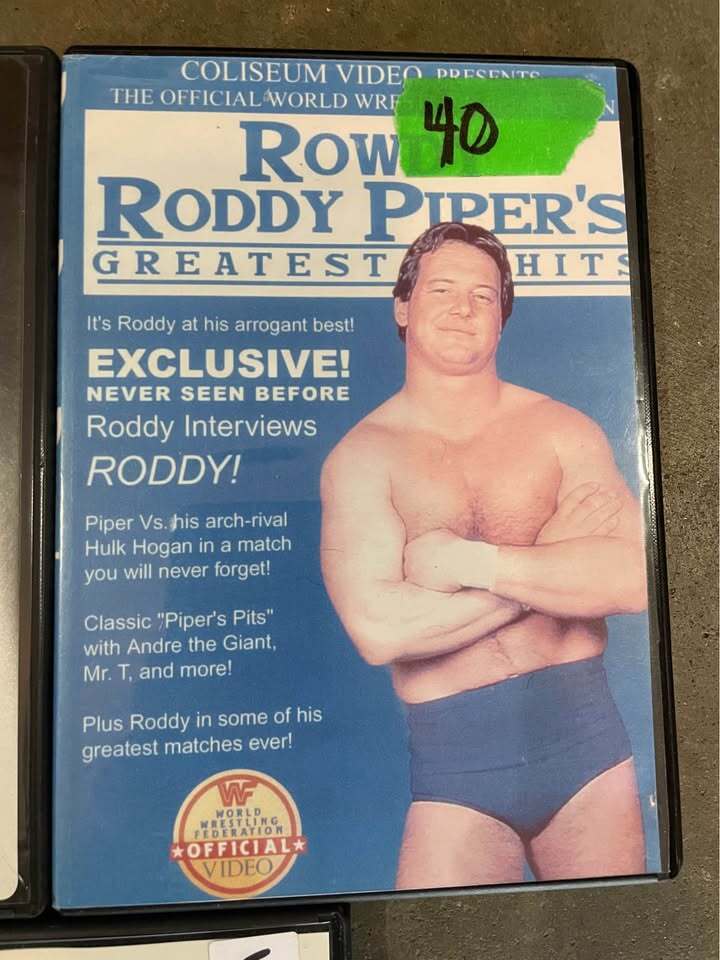 COLISEUM VIDEO PRESENTS
THE OFFICIAL WORLD
40
RODDY PIPER'S
GREATEST HITS
It's Roddy at his arrogant best!
EXCLUSIVE!
NEVER SEEN BEFORE
Roddy Interviews
RODDY!
Piper Vs. his arch-rival
Hulk Hogan in a match
you will never forget!
Classic "Piper's Pits"
with Andre the Giant,
Mr. T, and more!
Plus Roddy in some of his
greatest matches ever!
WF
WORLD
WRESTLING
FEDERATION
★OFFICIAL★
VIDEO